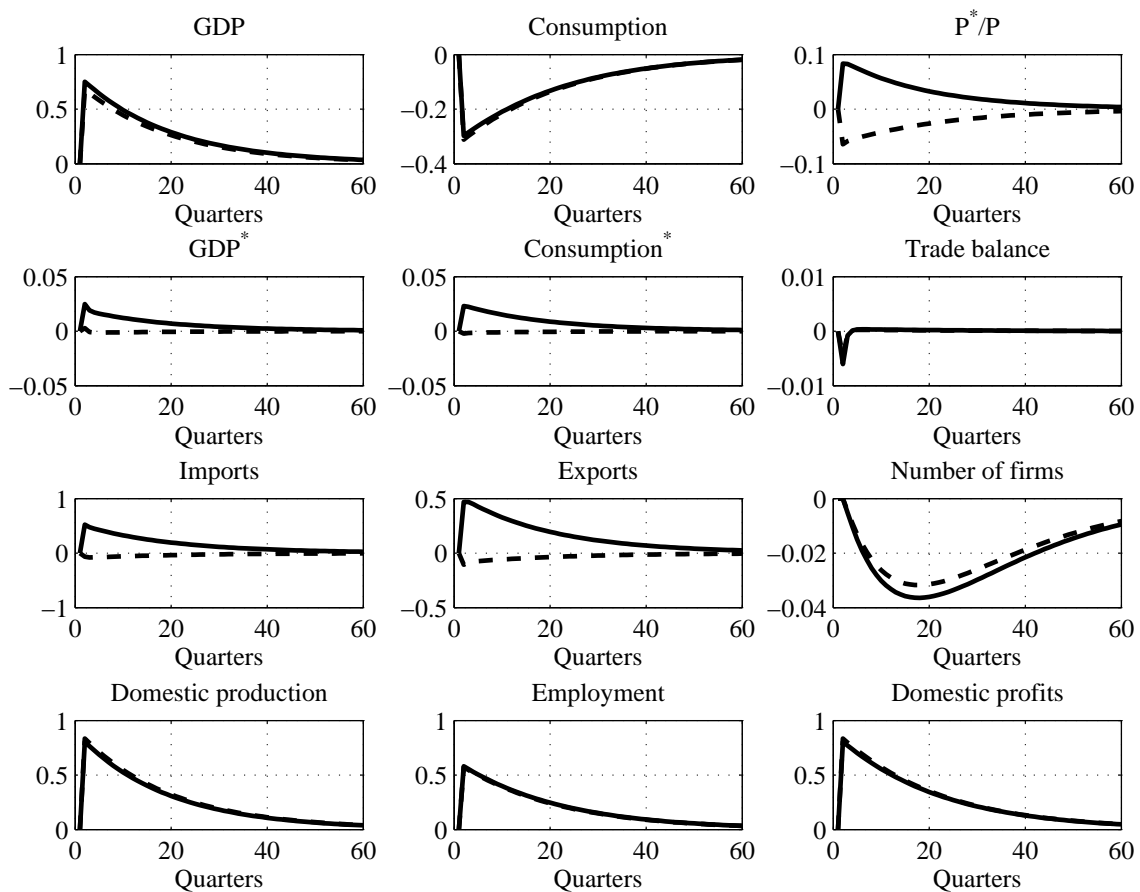 GDP Consumption P*/P
1 0 0.1
0.5 −0.2 0
0 −0.4 −0.1
0 20 40 60 0 20 40 60 0 20 40 60
Quarters Quarters Quarters
GDP* Consumption* Trade balance
0.05 0.05 0.01
0 0 0
−0.05 −0.05 −0.01
0 20 40 60 0 20 40 60 0 20 40 60
Quarters Quarters Quarters
Imports Exports Number of firms
1 0.5 0
0 0 −0.02
−1 −0.5 −0.04
0 20 40 60 0 20 40 60 0 20 40 60
Quarters Quarters Quarters
Domestic production Employment Domestic profits
1 1 1
0.5 0.5 0.5
0 0 0
0 20 40 60 0 20 40 60 0 20 40 60
Quarters Quarters Quarters